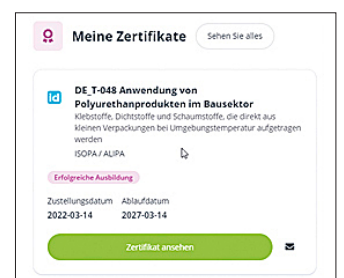 Meine Zertifikate
Sehen Sie alles
DE_T-048 Anwendung von
Polyurethanprodukten im Bausektor
Klebstoffe, Dichtstoffe und Schaumstoffe, die direkt aus
kleinen Verpackungen bei Umgebungstemperatur aufgetragen
werden
ISOPA / ALIPA
Erfolgreiche Ausbildung
Zustellungsdatum Ablaufdatum
2022-03-14 2027-03-14
Zertifikat ansehen